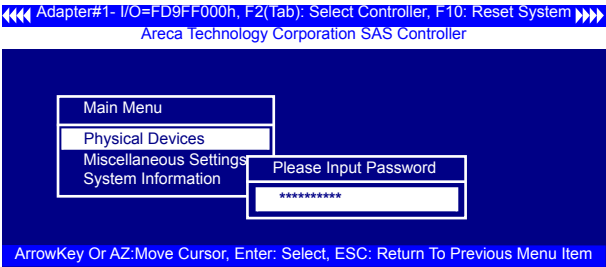 Adapter#1- I/O=FD9FF000h, F2(Tab): Select Controller, F10: Reset System
Areca Technology Corporation SAS Controller
Main Menu
Physical Devices
Miscellaneous Settings
System Information
Please Input Password
**********
ArrowKey Or AZ:Move Cursor, Enter: Select, ESC: Return To Previous Menu Item